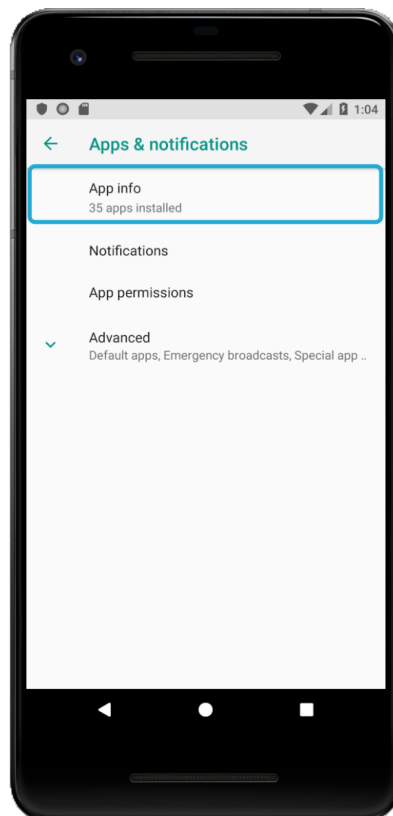 1:04
Apps & notifications
App info
35 apps installed
Notifications
App permissions
Advanced
Default apps, Emergency broadcasts, Special app ..